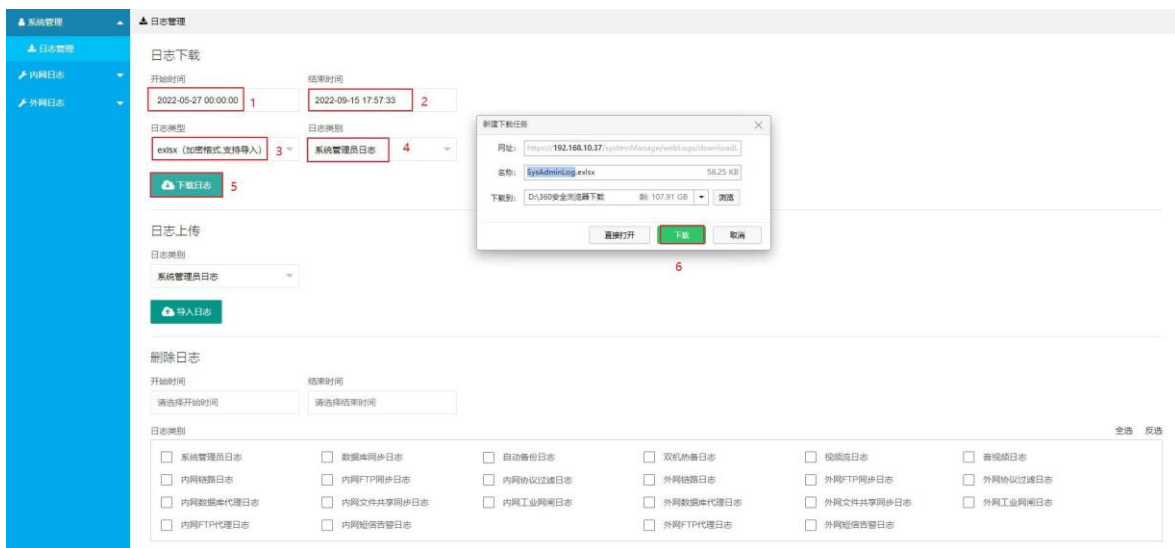 系统管理
日志管理
内网日志
外网日志
日志管理
日志下载
开始时间 结束时间
2022-05-27 00:00:00 1 2022-09-15 17:57:33 2
日志类型 日志类别
exlsx（加密格式,支持导入） 3 系统管理员日志 4
下载日志 5
新建下载任务
网址： https://192.168.10.37/systemManage/webLogs/downloadL
名称： SysAdminLog.exlsx 58.25 KB
下载到： D:\360安全浏览器下载 107.91 GB 浏览
直接打开 下载 取消
6
日志上传
日志类别
系统管理员日志
导入日志
删除日志
开始时间 结束时间
请选择开始时间 请选择结束时间
日志类别 全选 反选
系统管理员日志 数据库同步日志 自动备份日志 双机热备日志 视频流日志 音视频日志
内网链路日志 内网FTP同步日志 内网协议过滤日志 外网链路日志 外网FTP同步日志 外网协议过滤日志
内网数据库代理日志 内网文件共享同步日志 内网工业网闸日志 外网数据库代理日志 外网文件共享同步日志 外网工业网闸日志
内网FTP代理日志 内网短信告警日志 外网FTP代理日志 外网短信告警日志